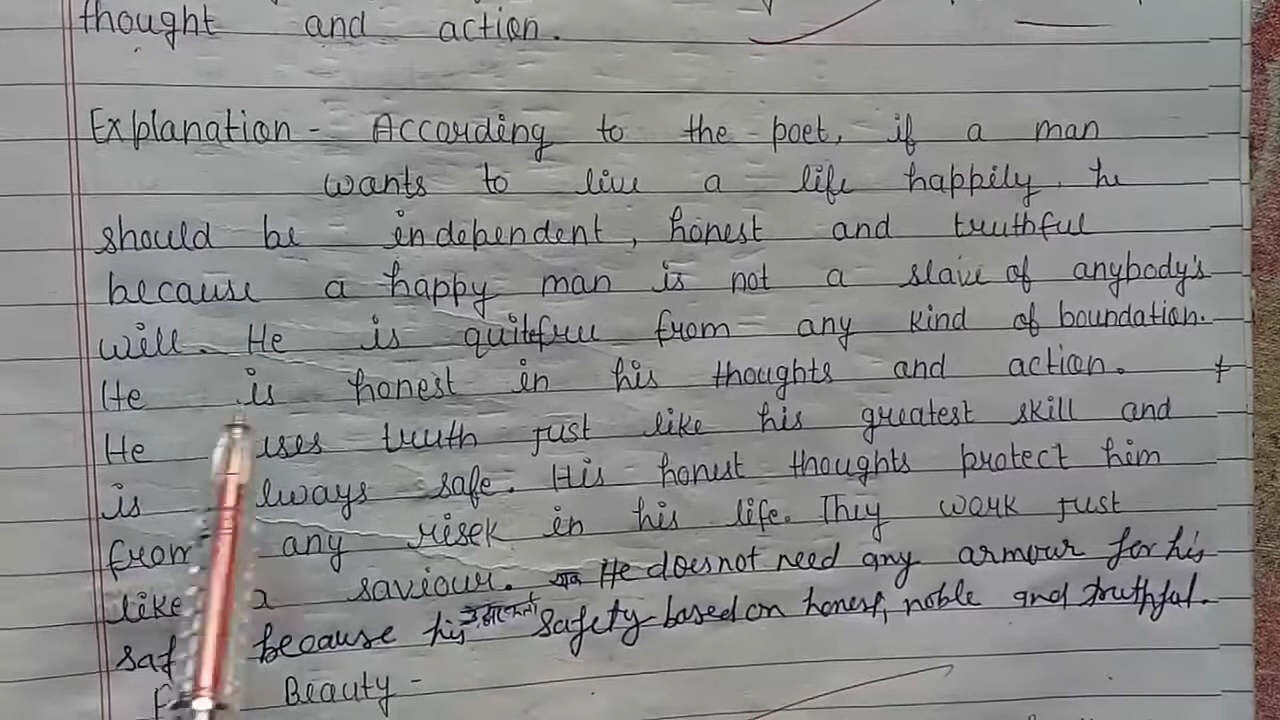 thought and action.
Explanation - According to the poet, if a man
wants to live a life happily, he
should be independent, honest and truthful
because a happy man is not a slave of anybody's
will. He is quite free from any kind of boundation.
He is honest in his thoughts and action.
He uses truth just like his greatest skill and
is lways safe. His honest thoughts protect him
from any risek in his life. They work just
like a saviour. He does not need any armour for his
saf because his safety based on honest, noble and truthful.
Beauty -